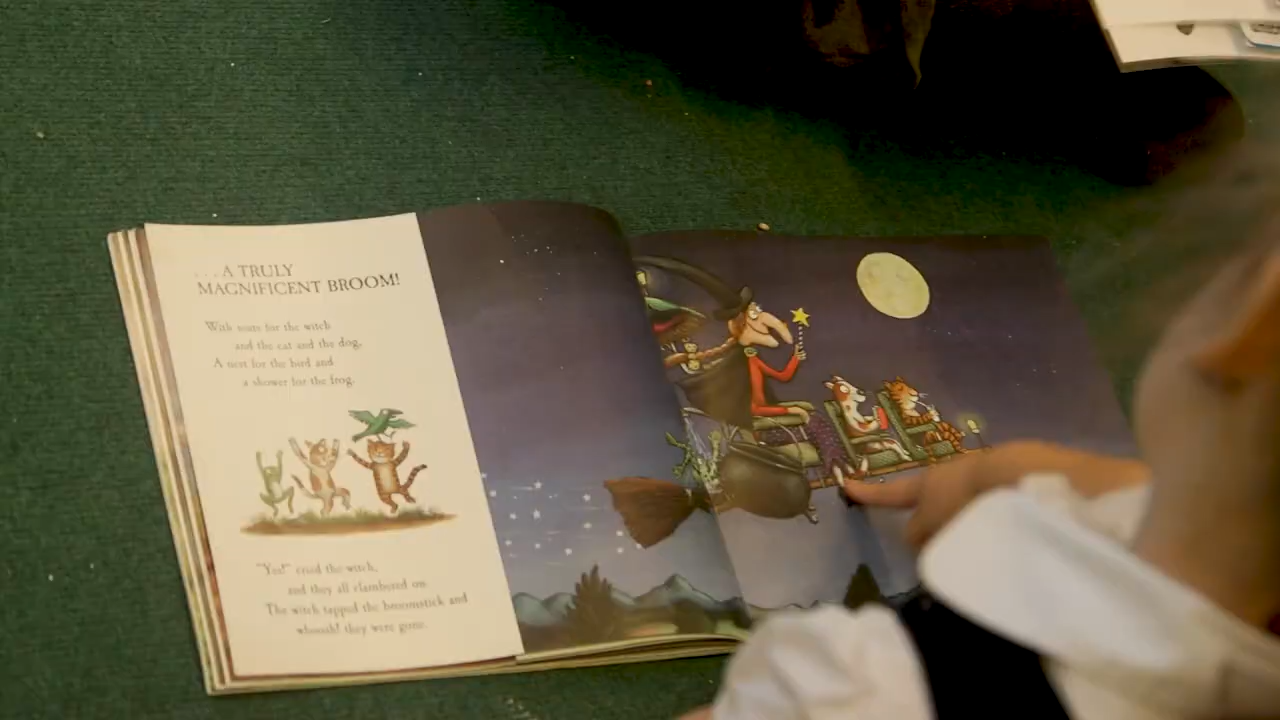 ...A TRULY
MAGNIFICENT BROOM!
With seats for the witch
and the cat and the dog,
A nest for the bird and
a shower for the frog.
"Yes!" cried the witch,
and they all clambered on.
The witch tapped the broomstick and
whoosh! they were gone.